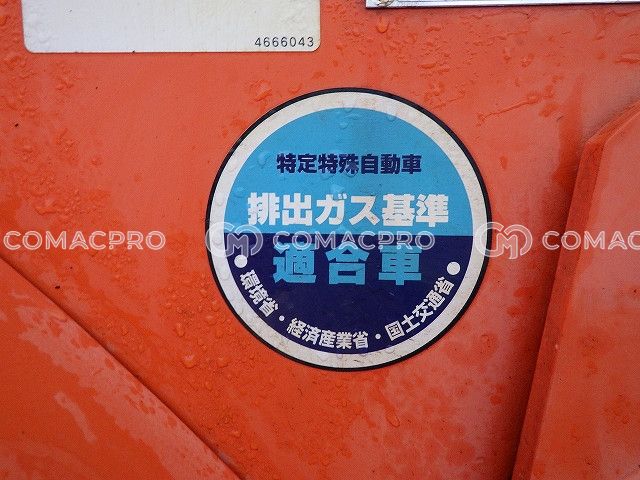 4666043
特定特殊自動車
排出ガス基準
COMACPRO COMACPRO COMACPRO
適合車
・環境省・経済産業省・国土交通省・